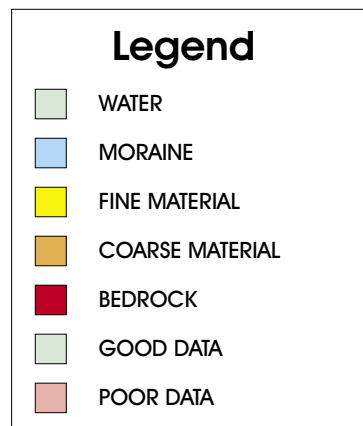 Legend
WATER
MORAINE
FINE MATERIAL
COARSE MATERIAL
BEDROCK
GOOD DATA
POOR DATA